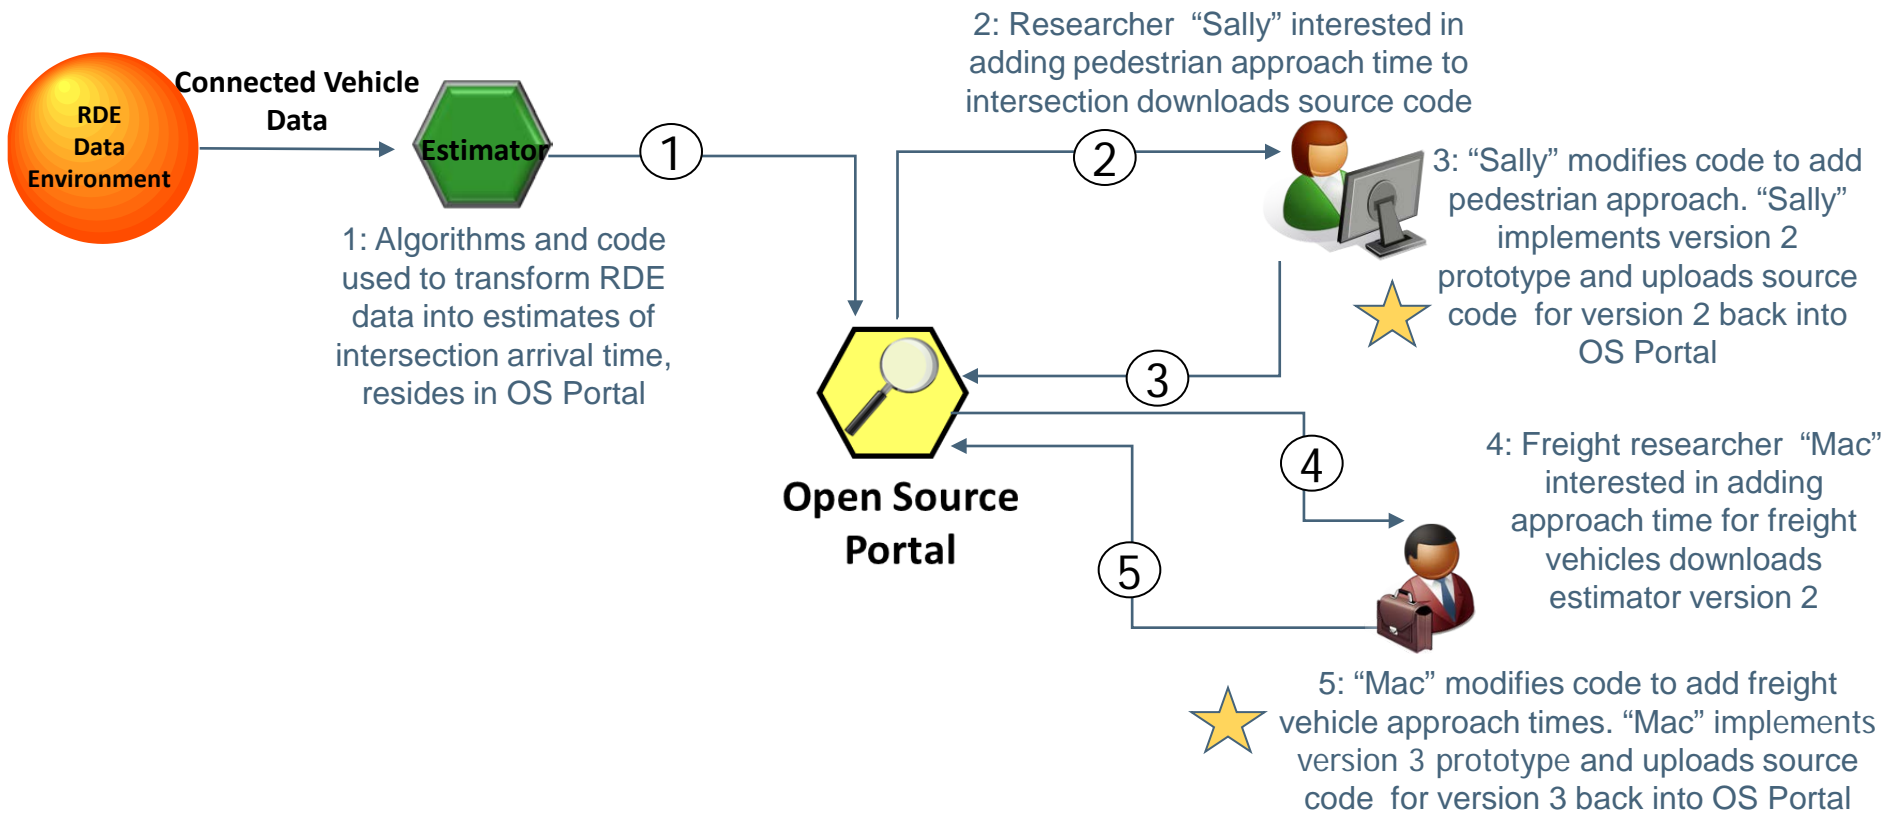 RDE
Data
Environment
Connected Vehicle
Data
Estimator
1
1: Algorithms and code
used to transform RDE
data into estimates of
intersection arrival time,
resides in OS Portal
Open Source
Portal
2: Researcher “Sally” interested in
adding pedestrian approach time to
intersection downloads source code
2
3: “Sally” modifies code to add
pedestrian approach. “Sally”
implements version 2
prototype and uploads source
code for version 2 back into
OS Portal
3
4
4: Freight researcher “Mac”
interested in adding
approach time for freight
vehicles downloads
estimator version 2
5
5: “Mac” modifies code to add freight
vehicle approach times. “Mac” implements
version 3 prototype and uploads source
code for version 3 back into OS Portal